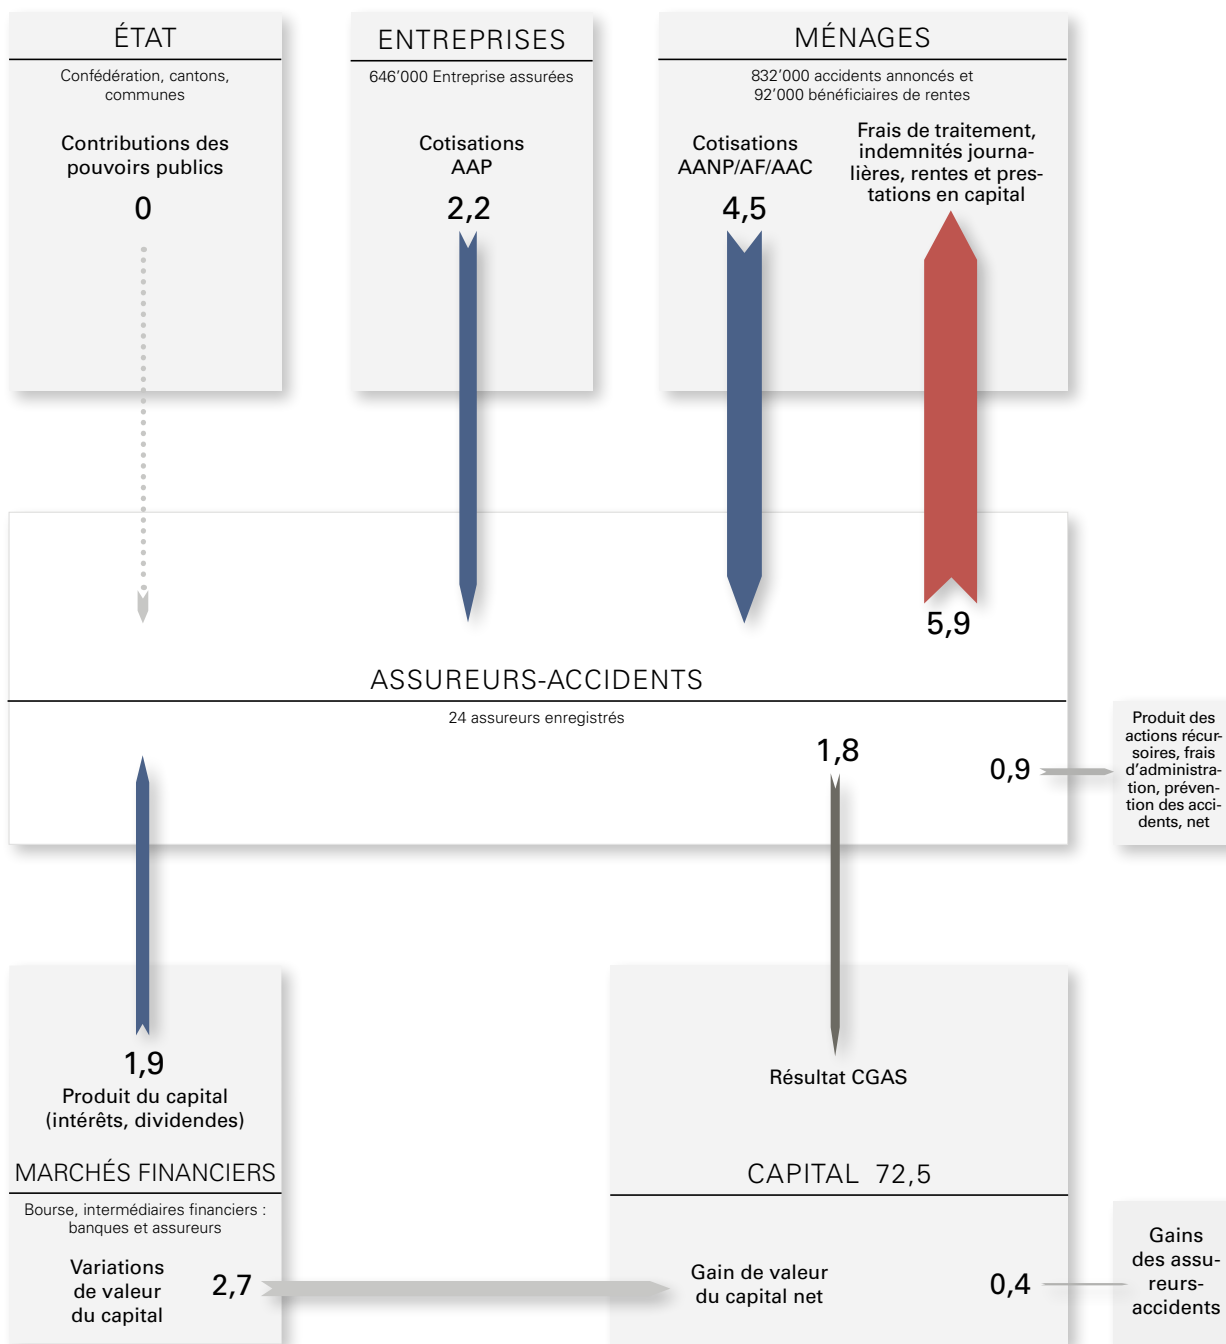 ÉTAT
Confédération, cantons,
communes
Contributions des
pouvoirs publics
0
ENTREPRISES
646’000 Entreprise assurées
Cotisations
AAP
2,2
MÉNAGES
832’000 accidents annoncés et
92’000 bénéficiaires de rentes
Cotisations
AANP/AF/AAC
4,5
Frais de traitement,
indemnités journa-
lières, rentes et pres-
tations en capital
5,9
ASSUREURS-ACCIDENTS
24 assureurs enregistrés
1,8
0,9
Produit des
actions récur-
soires, frais
d’administra-
tion, préven-
tion des acci-
dents, net
1,9
Produit du capital
(intérêts, dividendes)
MARCHÉS FINANCIERS
Bourse, intermédiaires financiers :
banques et assureurs
Variations
de valeur
du capital
2,7
Résultat CGAS
CAPITAL 72,5
Gain de valeur
du capital net
0,4
Gains
des assu-
reurs-
accidents